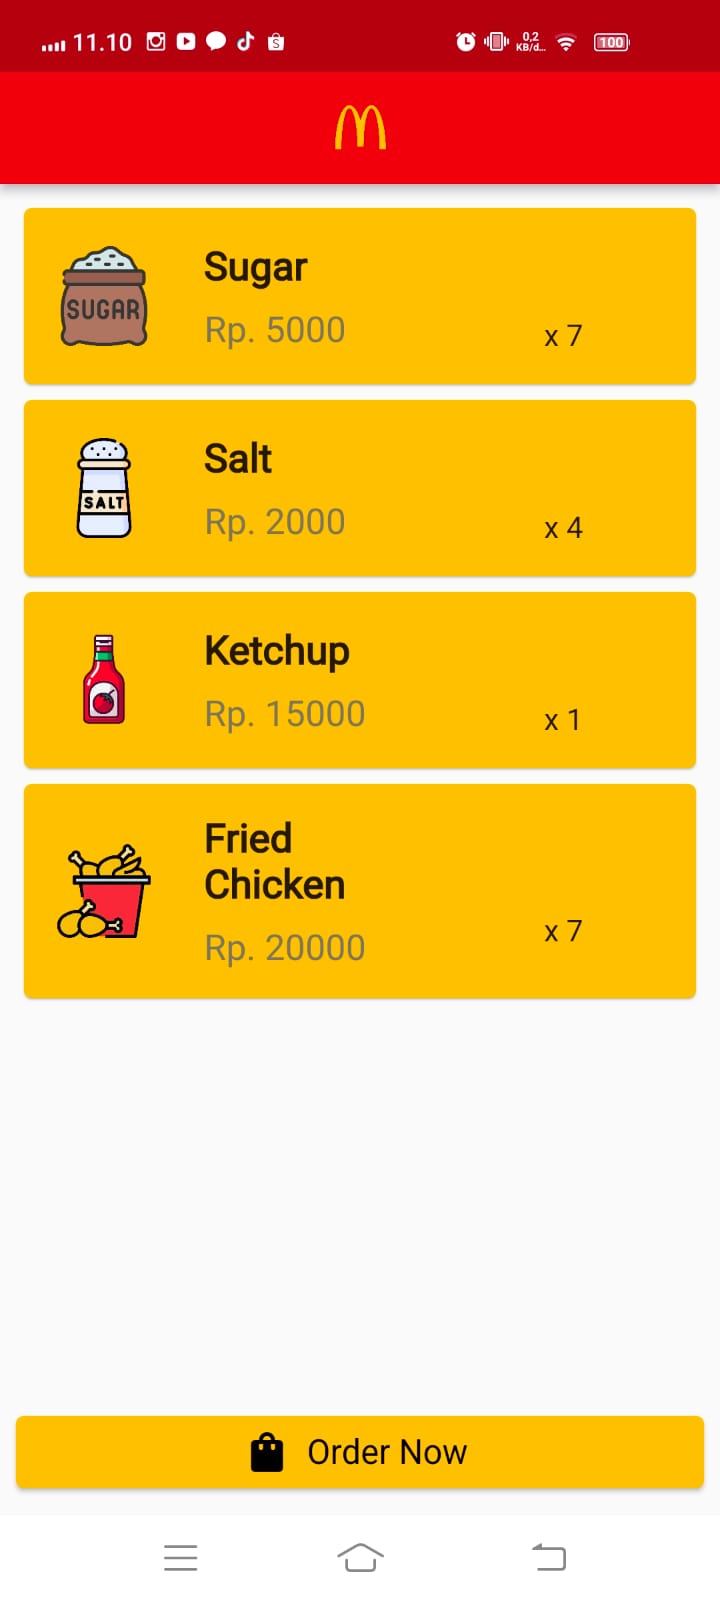 11.10
0,2
KB/d...
100
Sugar
SUGAR
Rp. 5000
x 7
Salt
SALT
Rp. 2000
x 4
Ketchup
Rp. 15000
x 1
Fried
Chicken
Rp. 20000
x 7
Order Now